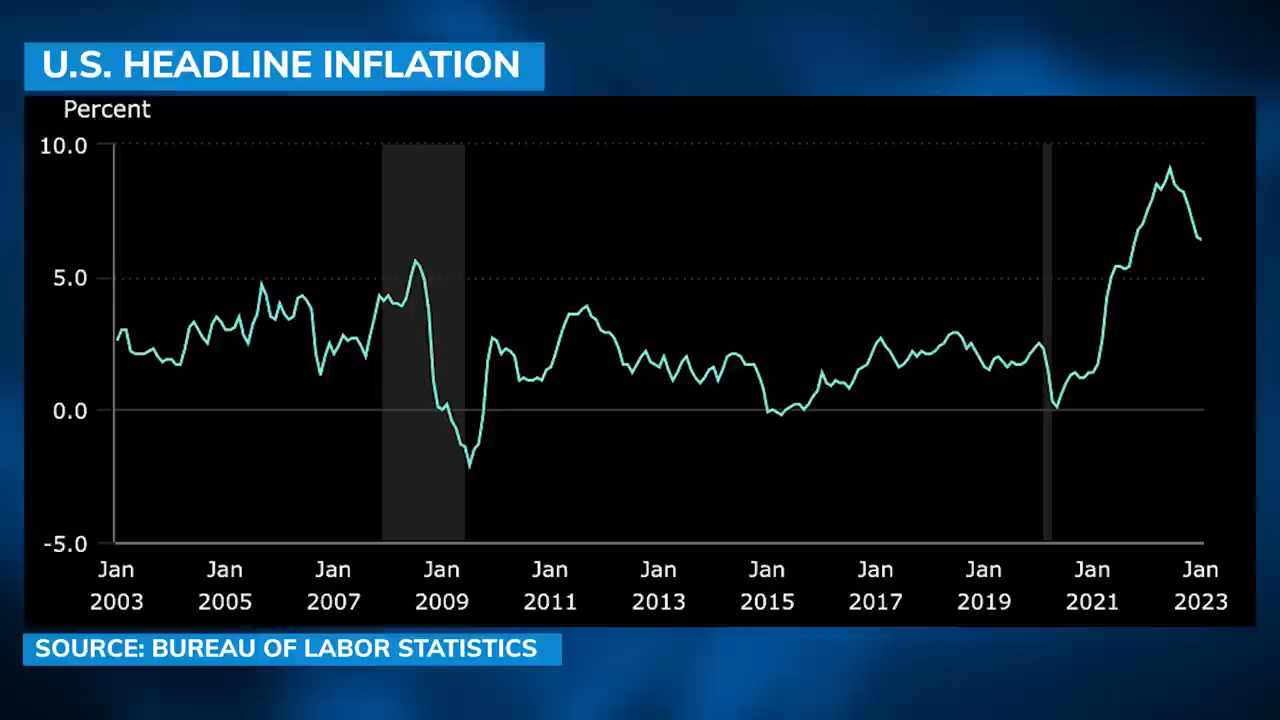 U.S. HEADLINE INFLATION
Percent
10.0
5.0
0.0
-5.0
Jan Jan Jan Jan Jan Jan Jan Jan Jan Jan Jan
2003 2005 2007 2009 2011 2013 2015 2017 2019 2021 2023
SOURCE: BUREAU OF LABOR STATISTICS